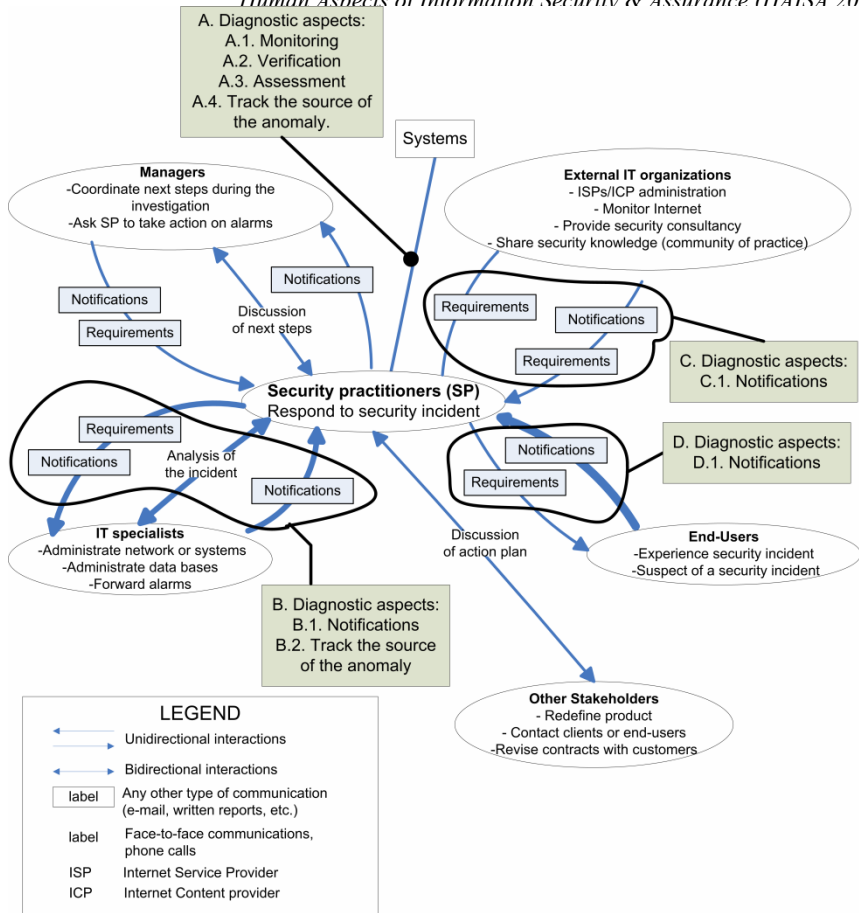 Human Aspects of Information Security & Assurance (HAISA 20
A. Diagnostic aspects:
A.1. Monitoring
A.2. Verification
A.3. Assessment
A.4. Track the source of
the anomaly.
Systems
Managers
-Coordinate next steps during the
investigation
-Ask SP to take action on alarms
External IT organizations
- ISPs/ICP administration
- Monitor Internet
- Provide security consultancy
- Share security knowledge (community of practice)
Notifications
Requirements
Discussion
of next steps
Notifications
Requirements
Notifications
Requirements
C. Diagnostic aspects:
C.1. Notifications
Security practitioners (SP)
Respond to security incident
Requirements
Notifications
Analysis of
the incident
Notifications
Notifications
Requirements
D. Diagnostic aspects:
D.1. Notifications
IT specialists
-Administrate network or systems
-Administrate data bases
-Forward alarms
Discussion
of action plan
End-Users
-Experience security incident
-Suspect of a security incident
B. Diagnostic aspects:
B.1. Notifications
B.2. Track the source
of the anomaly
Other Stakeholders
- Redefine product
- Contact clients or end-users
-Revise contracts with customers
LEGEND
Unidirectional interactions
Bidirectional interactions
label Any other type of communication
(e-mail, written reports, etc.)
label Face-to-face communications,
phone calls
ISP Internet Service Provider
ICP Internet Content provider